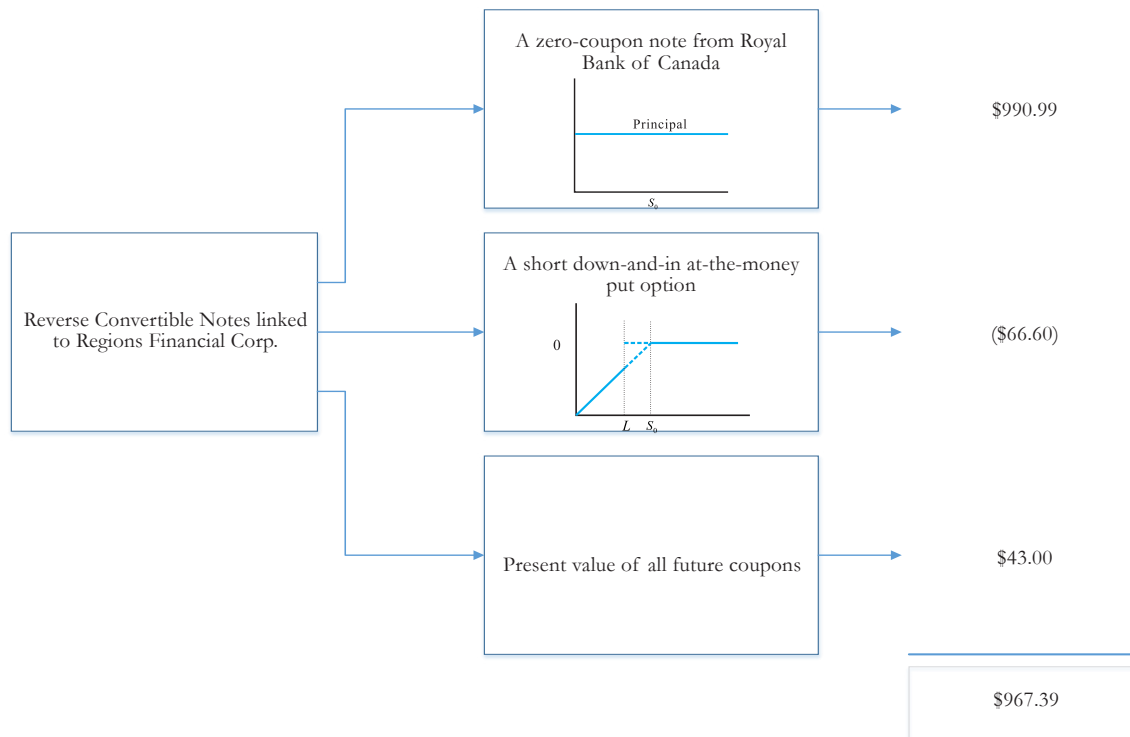 A zero-coupon note from Royal
Bank of Canada
Principal
S₀
$990.99
Reverse Convertible Notes linked
to Regions Financial Corp.
A short down-and-in at-the-money
put option
0
L S₀
($66.60)
Present value of all future coupons
$43.00
$967.39